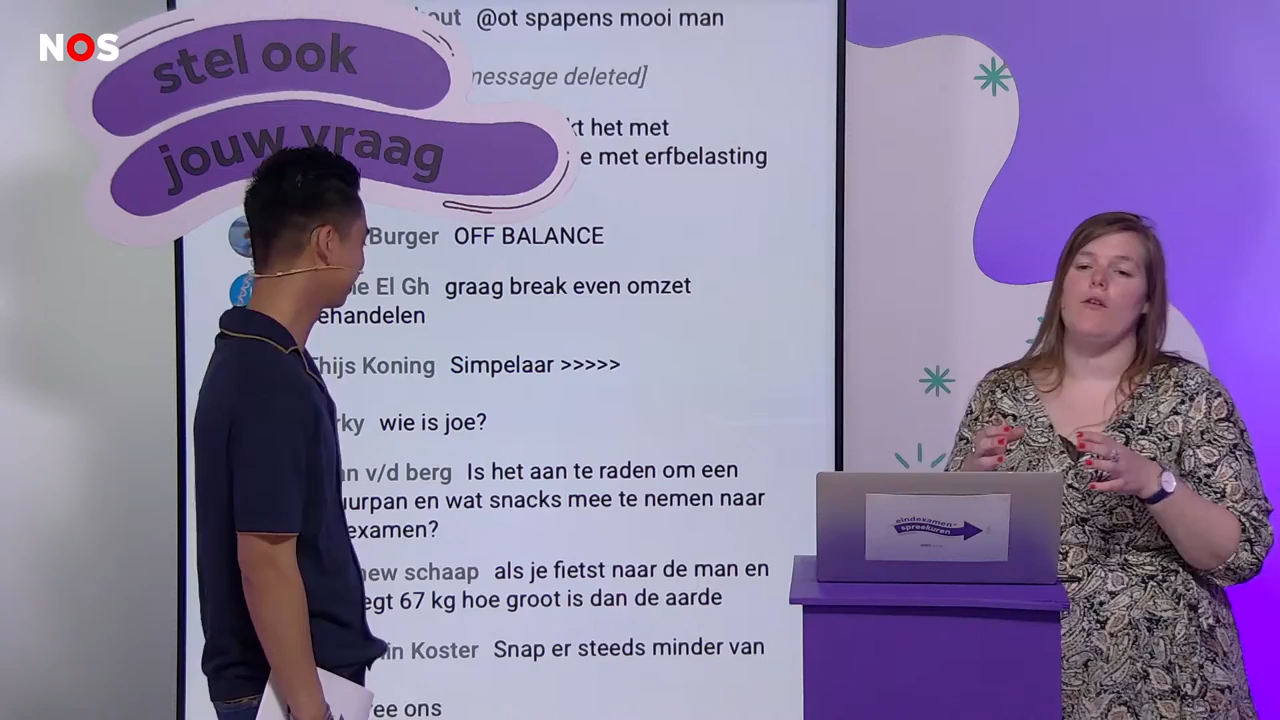 NOS
stel ook
jouw vraag
@ot spapens mooi man
message deleted]
het met
met erfbelasting
Burger OFF BALANCE
El Gh graag break even omzet
ehandelen
Thijs Koning Simpelaar >>>>>
wie is joe?
v/d berg Is het aan te raden om een
en wat snacks mee te nemen naar
examen?
schaap als je fietst naar de man en
67 kg hoe groot is dan de aarde
Koster Snap er steeds minder van
ons
eindexamen-
spreekuren